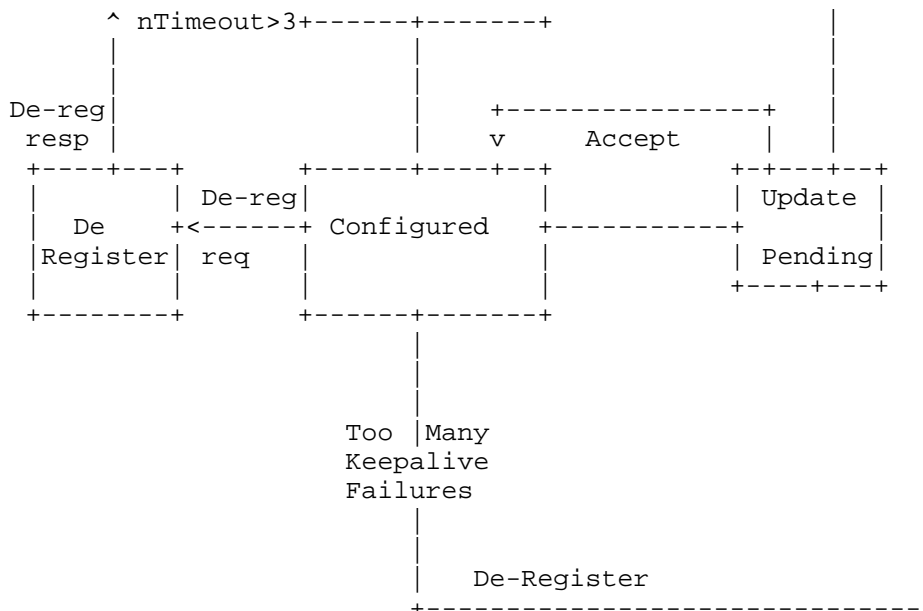 ^ nTimeout>3
De-reg
resp
v Accept
De-reg Update
De <------ Configured
Register req Pending
Too Many
Keepalive
Failures
De-Register